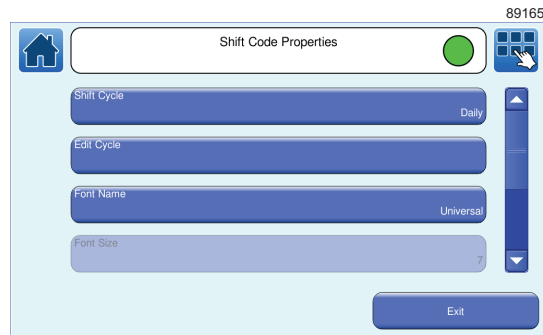 89165
Shift Code Properties
Shift Cycle
Daily
Edit Cycle
Font Name
Universal
Font Size
7
Exit